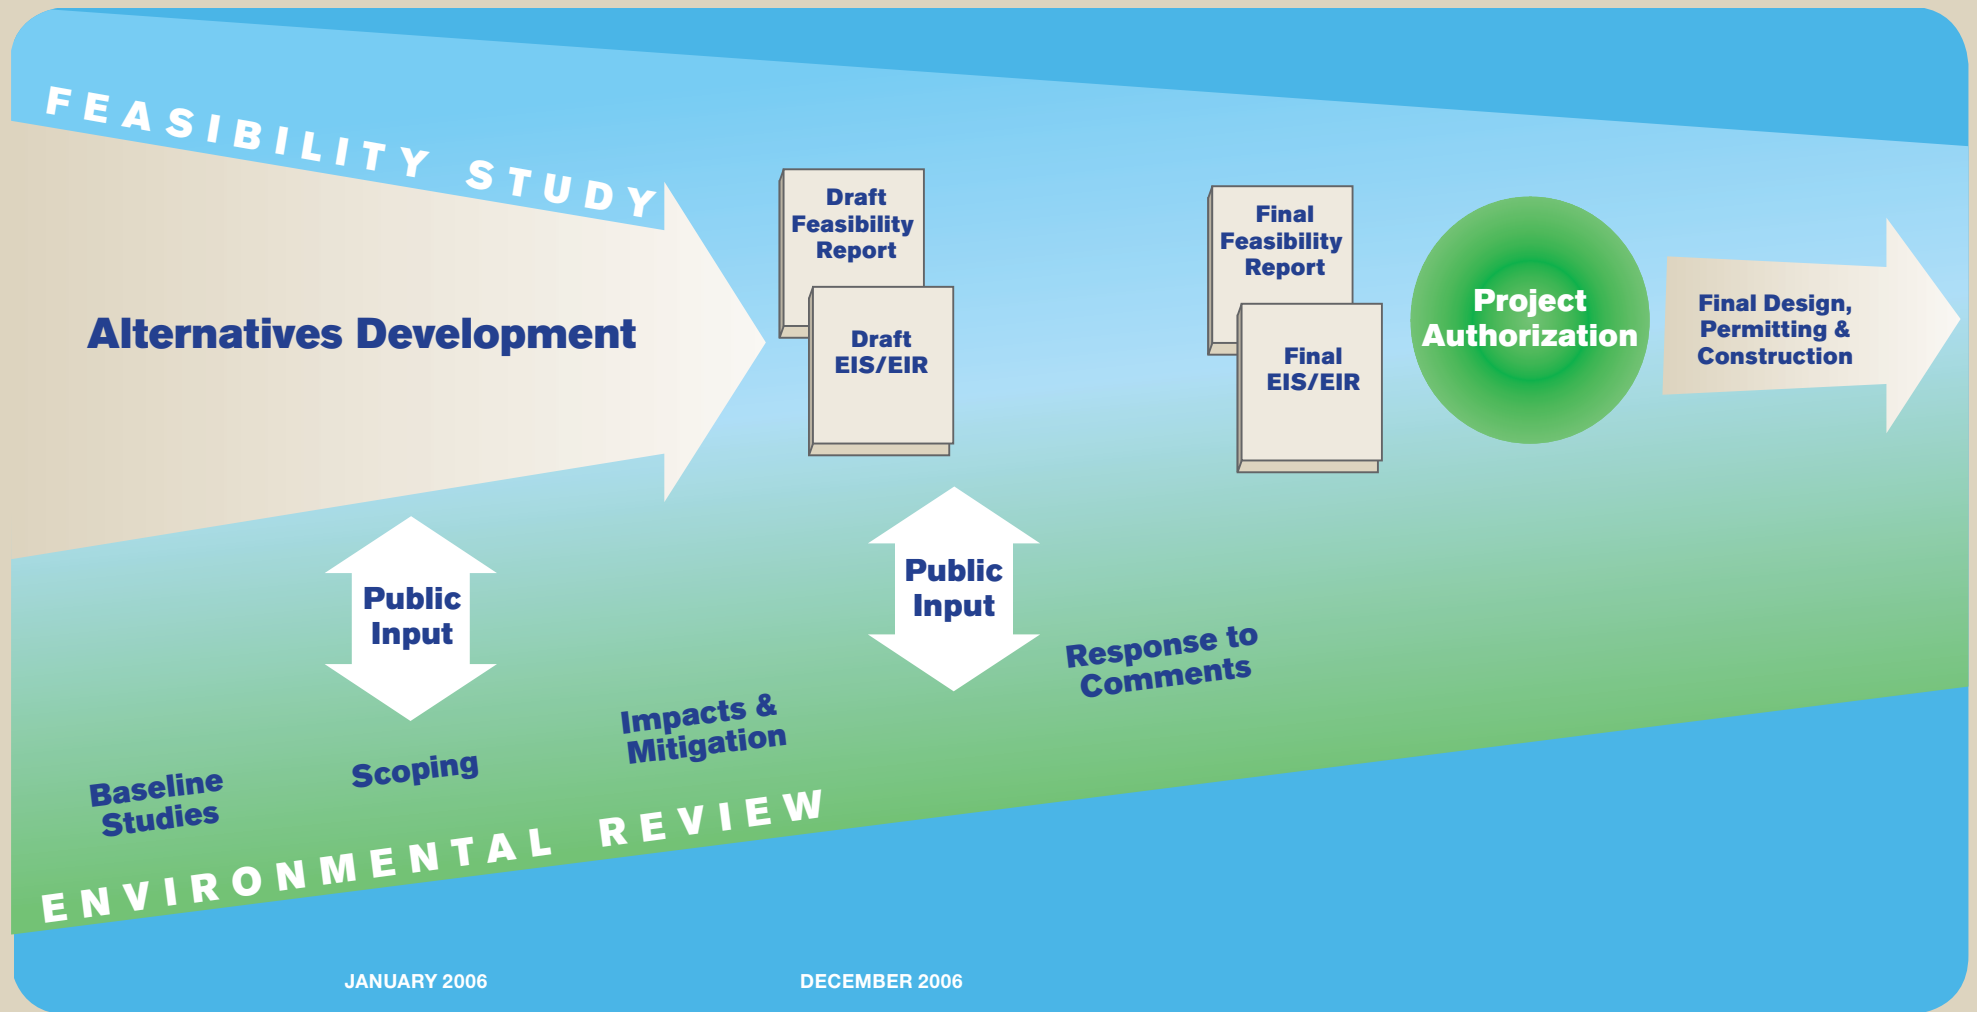 FEASIBILITY STUDY
Alternatives Development
Draft
Feasibility
Report
Draft
EIS/EIR
Final
Feasibility
Report
Final
EIS/EIR
Project
Authorization
Final Design,
Permitting &
Construction
Public
Input
Public
Input
Baseline
Studies
Scoping
Impacts &
Mitigation
Response to
Comments
ENVIRONMENTAL REVIEW
JANUARY 2006
DECEMBER 2006